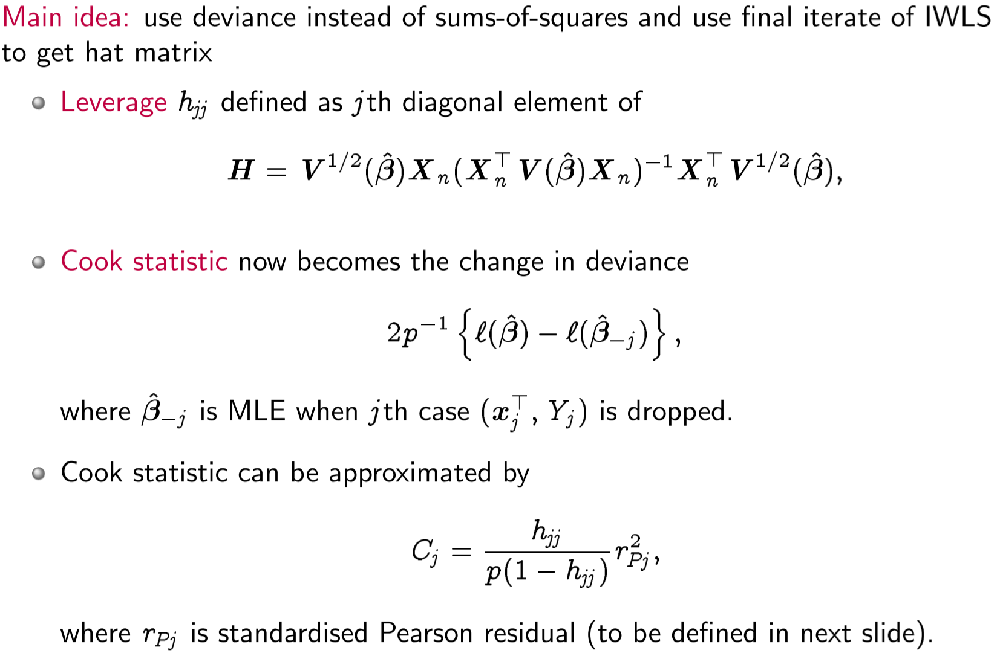 Main idea: use deviance instead of sums-of-squares and use final iterate of IWLS
to get hat matrix
Leverage $h_{jj}$ defined as $j$th diagonal element of
$\boldsymbol{H} = \boldsymbol{V}^{1/2}(\hat{\boldsymbol{\beta}})\boldsymbol{X}_n(\boldsymbol{X}_n^\top \boldsymbol{V}(\hat{\boldsymbol{\beta}})\boldsymbol{X}_n)^{-1}\boldsymbol{X}_n^\top \boldsymbol{V}^{1/2}(\hat{\boldsymbol{\beta}}),$
Cook statistic now becomes the change in deviance
$2p^{-1}\left\{\ell(\hat{\boldsymbol{\beta}}) - \ell(\hat{\boldsymbol{\beta}}_{-j})\right\},$
where $\hat{\boldsymbol{\beta}}_{-j}$ is MLE when $j$th case $(\boldsymbol{x}_j^\top, Y_j)$ is dropped.
Cook statistic can be approximated by
$C_j = \frac{h_{jj}}{p(1 - h_{jj})} r_{Pj}^2,$
where $r_{Pj}$ is standardised Pearson residual (to be defined in next slide).